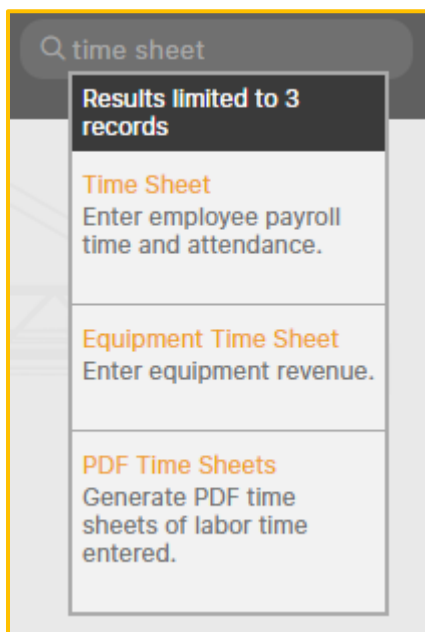 time sheet
Results limited to 3
records
Time Sheet
Enter employee payroll
time and attendance.
Equipment Time Sheet
Enter equipment revenue.
PDF Time Sheets
Generate PDF time
sheets of labor time
entered.